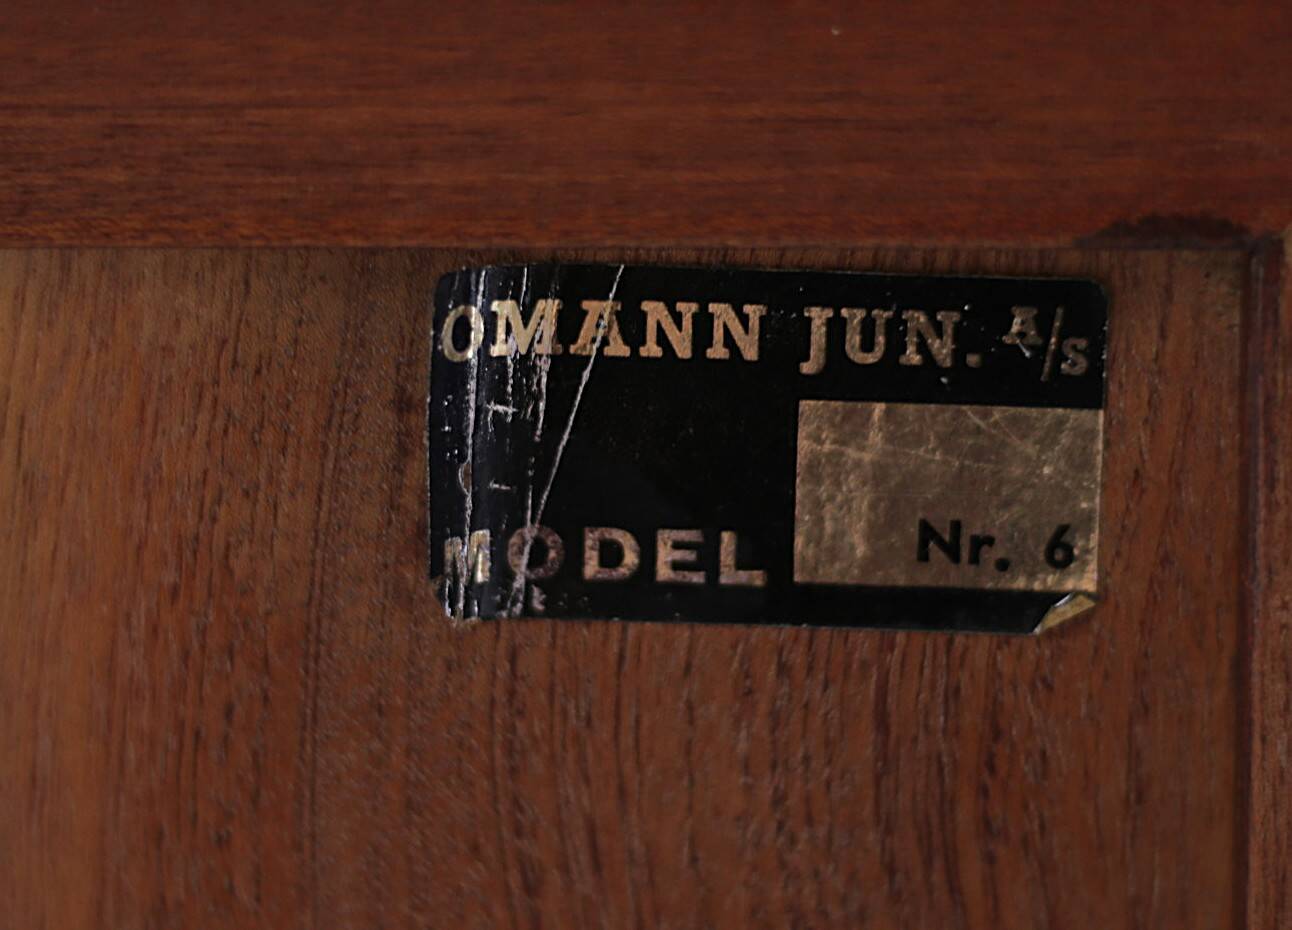 OMANN JUN. A/S
MODEL Nr. 6